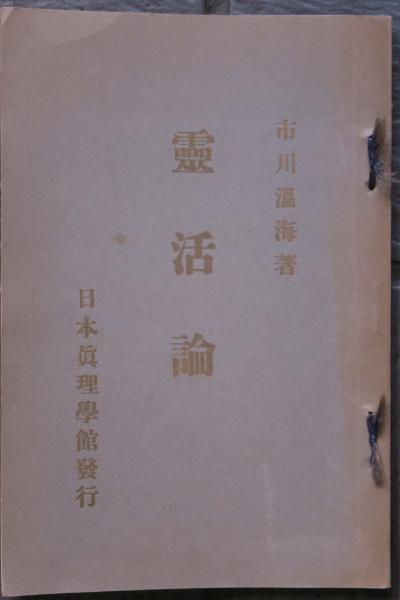 市川溫海著
靈活論
日本眞理學館發行